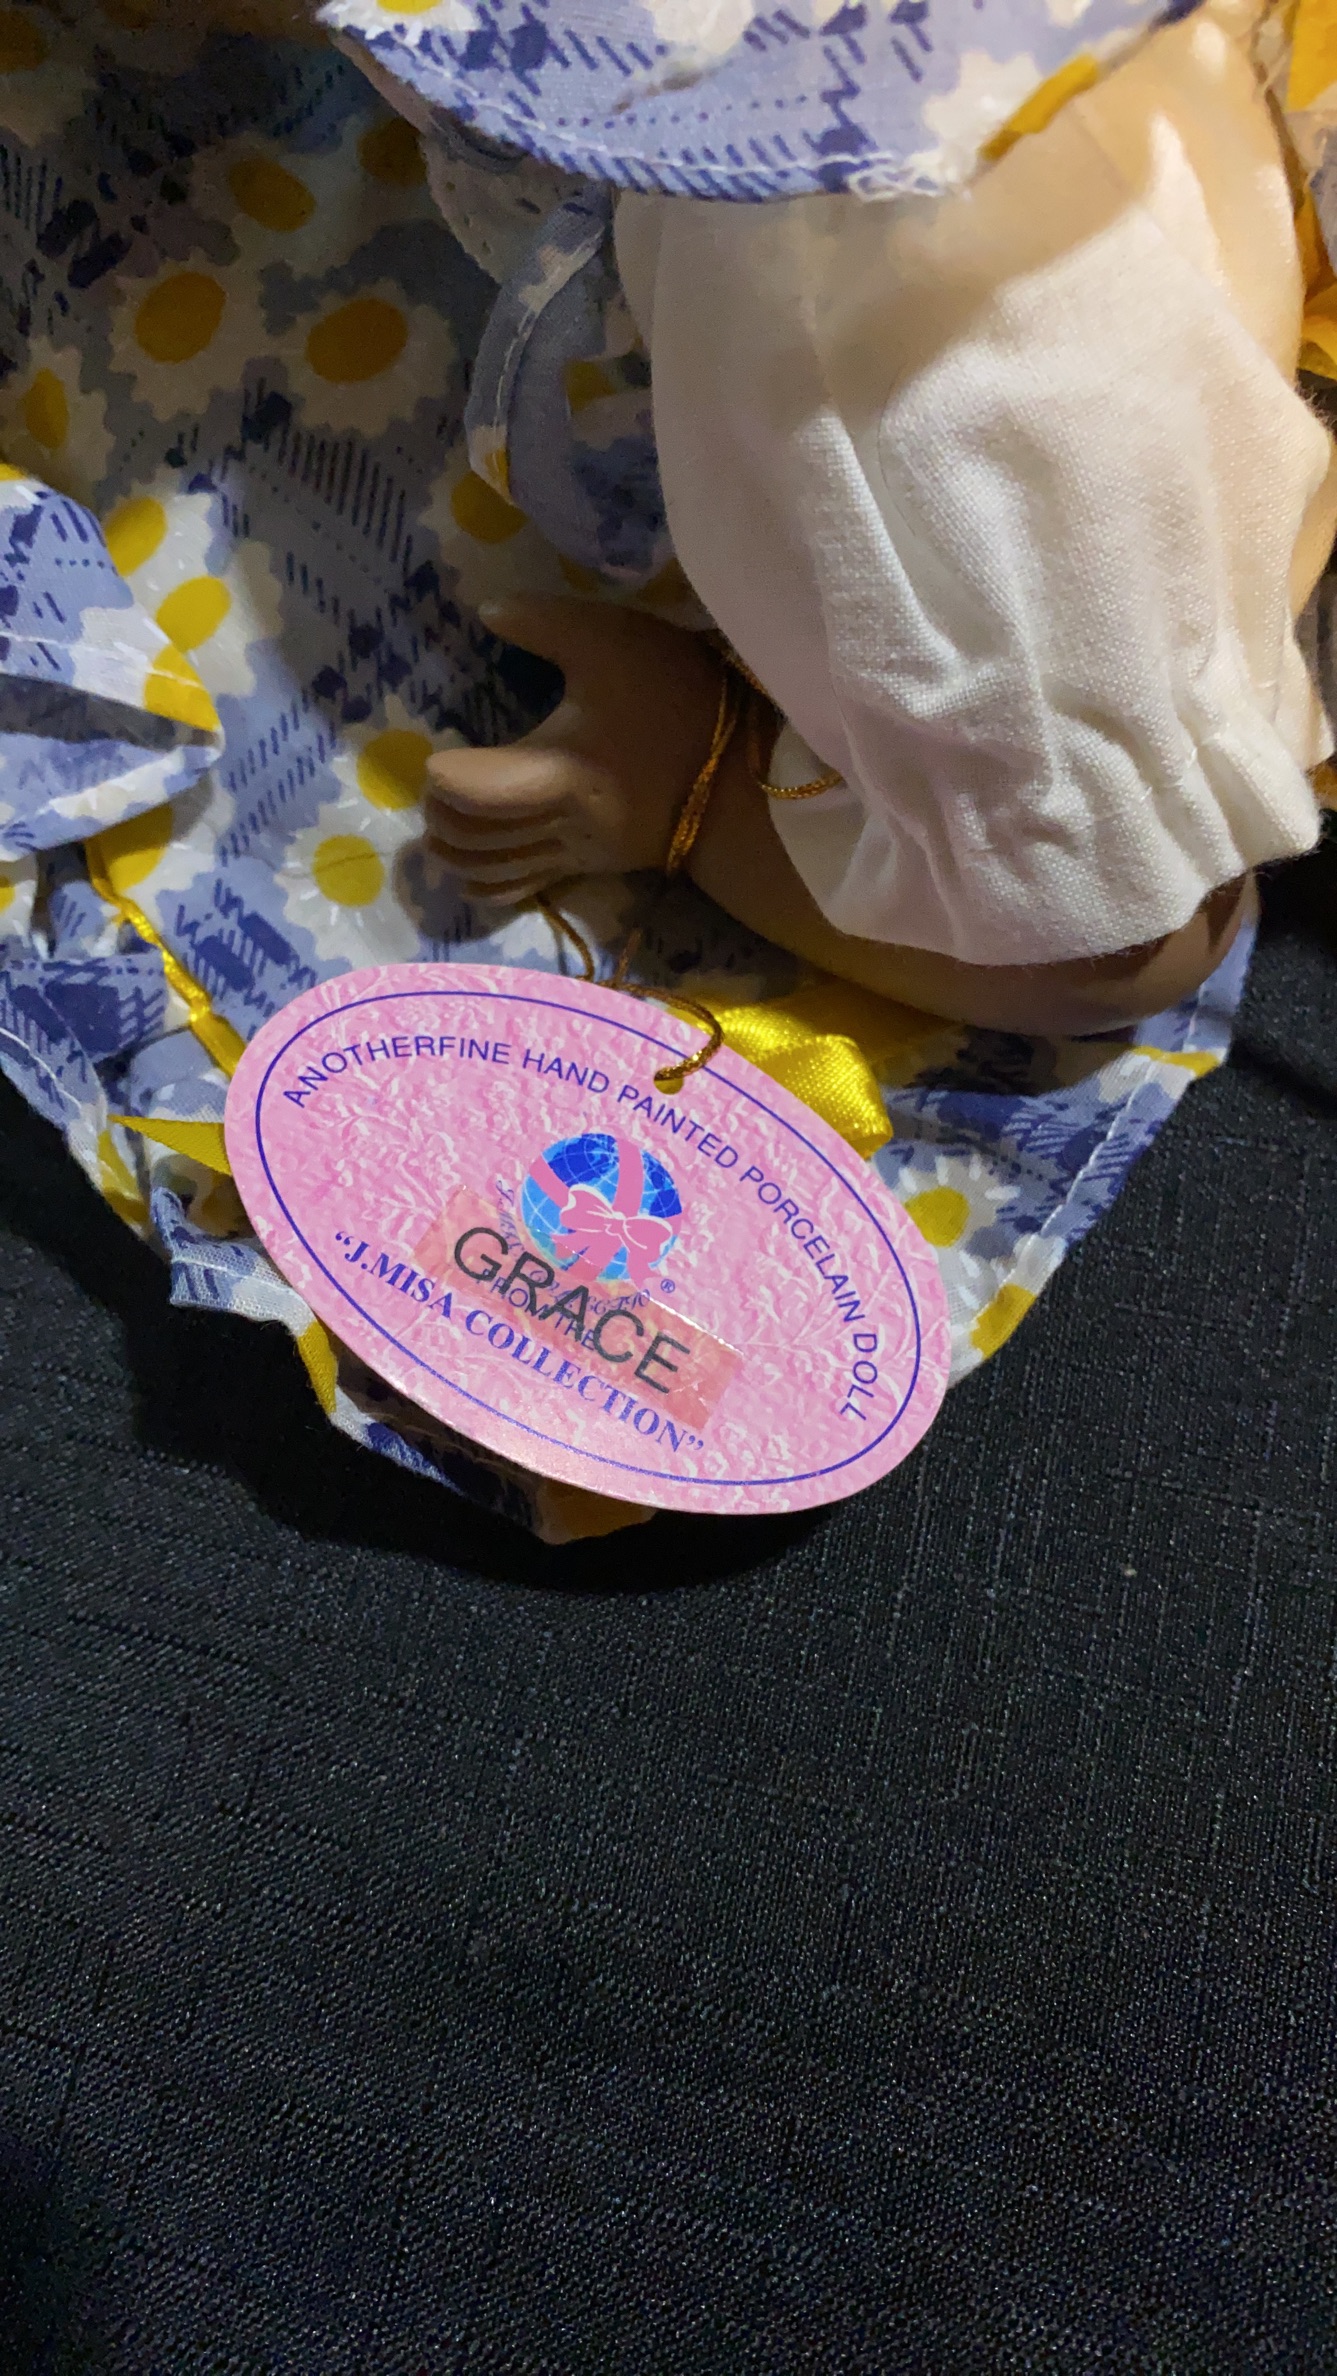 ANOTHERFINE HAND PAINTED PORCELAIN DOLL
®
GRACE
FROM THE
“J.MISA COLLECTION”